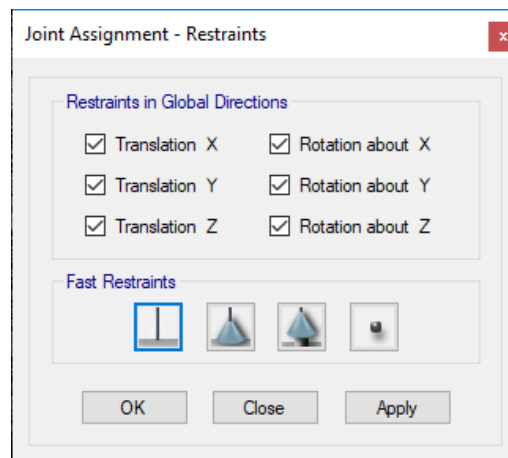 Joint Assignment - Restraints
x
Restraints in Global Directions
Translation X
Rotation about X
Translation Y
Rotation about Y
Translation Z
Rotation about Z
Fast Restraints
OK
Close
Apply